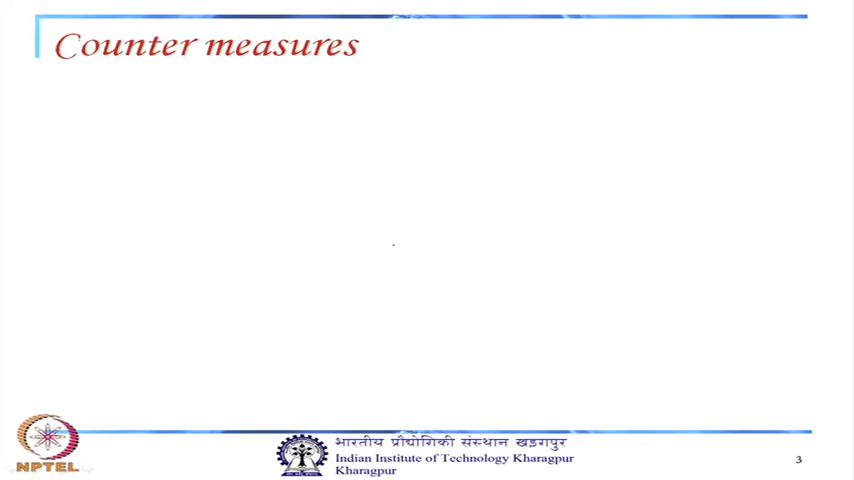 Counter measures
भारतीय प्रौद्योगिकी संस्थान खड़गपुर
Indian Institute of Technology Kharagpur
Kharagpur
NPTEL
3